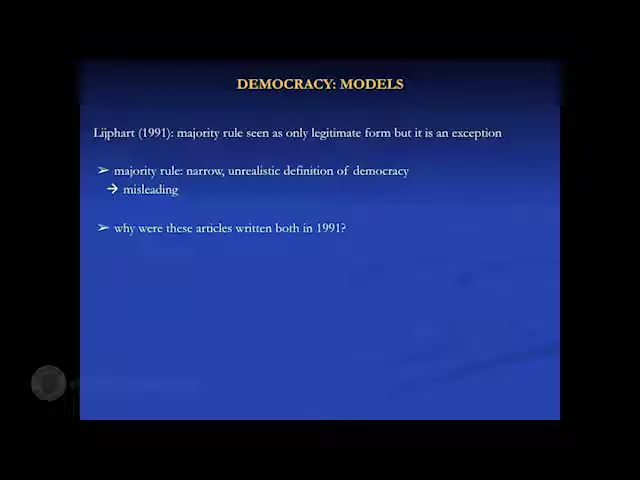 DEMOCRACY: MODELS
Lijphart (1991): majority rule seen as only legitimate form but it is an exception
➢ majority rule: narrow, unrealistic definition of democracy
→ misleading
➢ why were these articles written both in 1991?